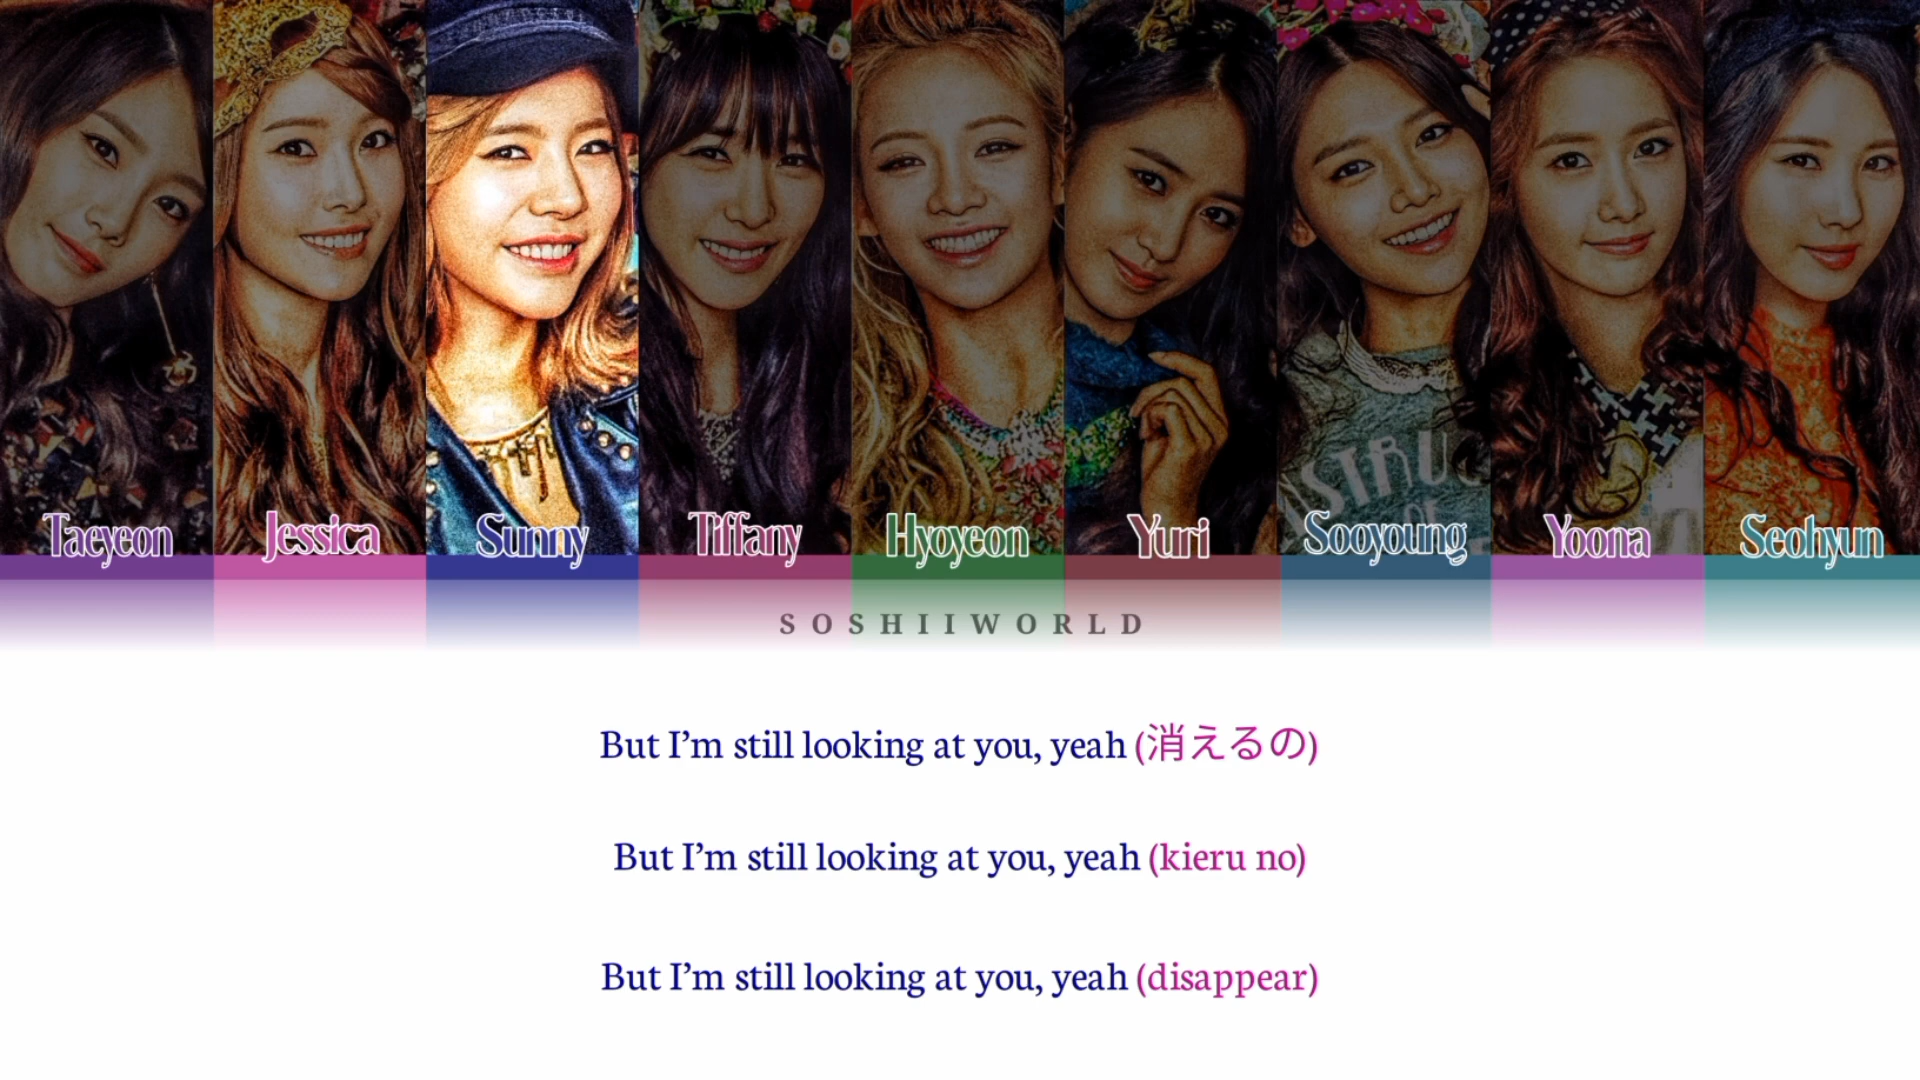 Taeyeon Jessica Sunny Tiffany Hyoyeon Yuri Sooyoung Yoona Seohyun
SOSHIIWORLD
But I'm still looking at you, yeah (消えるの)
But I'm still looking at you, yeah (kieru no)
But I'm still looking at you, yeah (disappear)